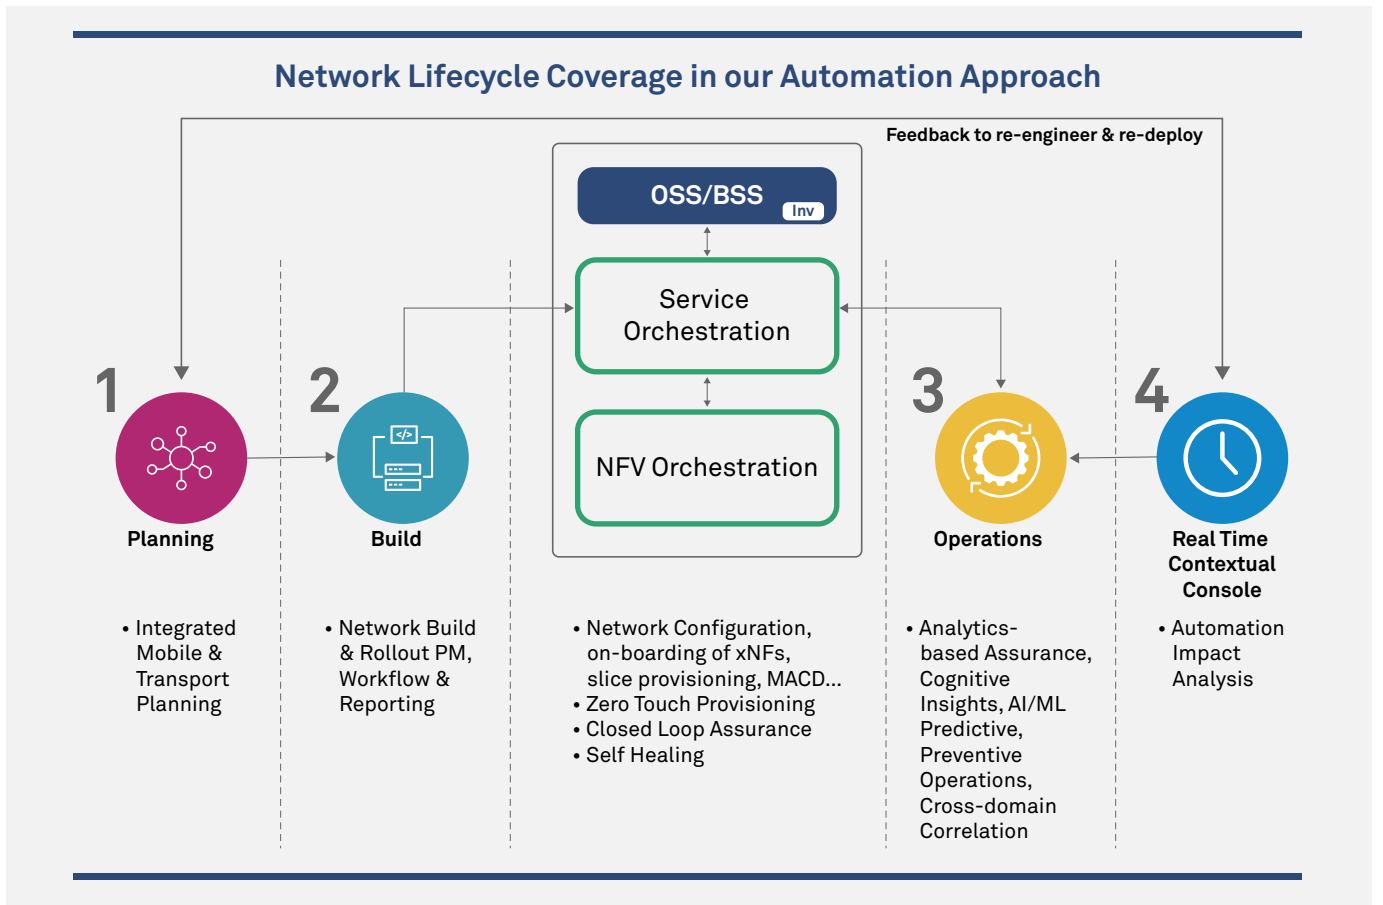 Network Lifecycle Coverage in our Automation Approach
Feedback to re-engineer & re-deploy
OSS/BSS
Inv
Service
Orchestration
NFV Orchestration
1
Planning
• Integrated
Mobile &
Transport
Planning
2
</>
Build
• Network Build
& Rollout PM,
Workflow &
Reporting
• Network Configuration,
on-boarding of xNFs,
slice provisioning, MACD...
• Zero Touch Provisioning
• Closed Loop Assurance
• Self Healing
3
Operations
• Analytics-
based Assurance,
Cognitive
Insights, AI/ML
Predictive,
Preventive
Operations,
Cross-domain
Correlation
4
Real Time
Contextual
Console
• Automation
Impact
Analysis